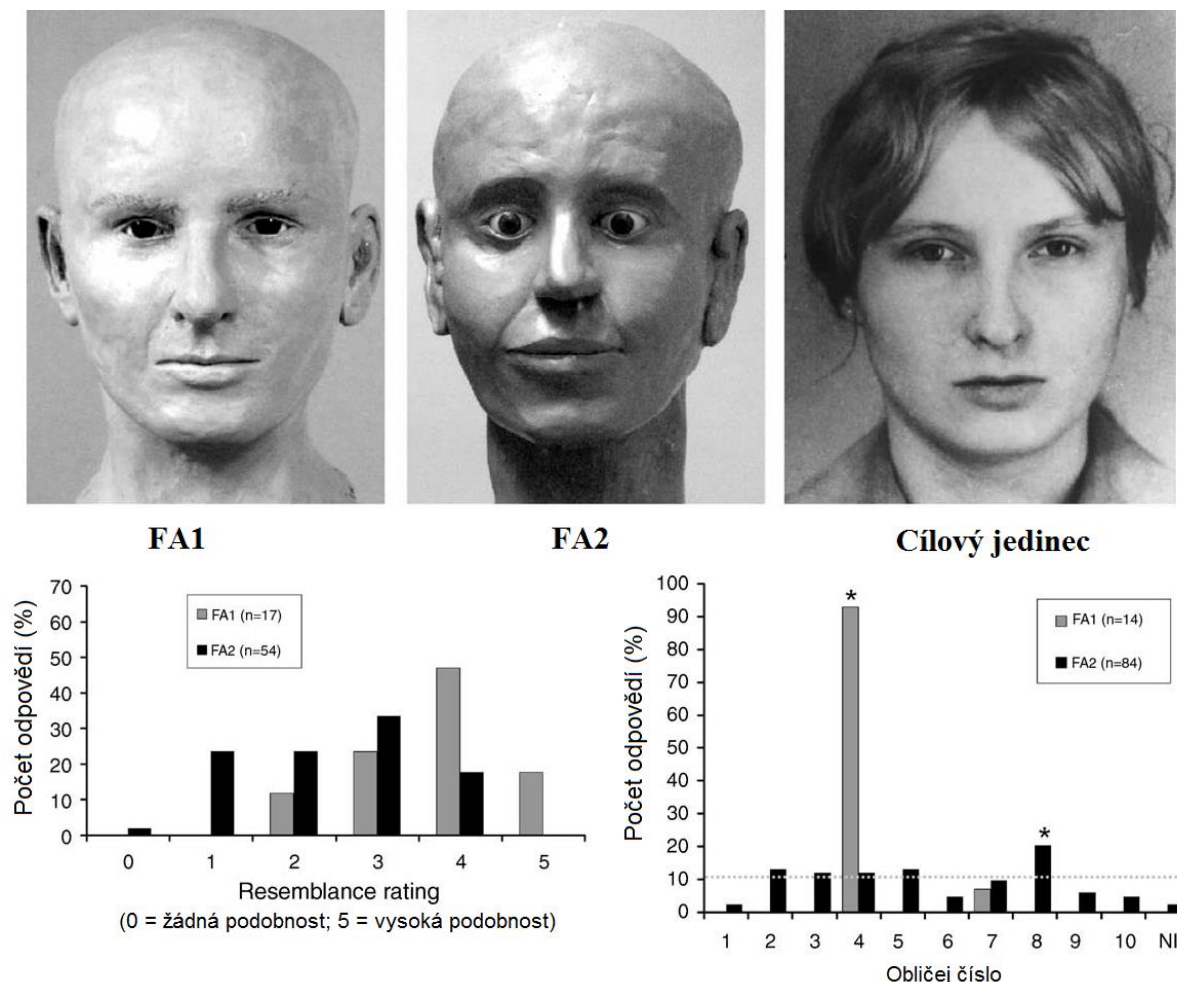 FA1
FA2
Cílový jedinec
Počet odpovědí (%)
70
60
50
40
30
20
10
0
FA1 (n=17)
FA2 (n=54)
0 1 2 3 4 5
Resemblance rating
(0 = žádná podobnost; 5 = vysoká podobnost)
Počet odpovědí (%)
100
90
80
70
60
50
40
30
20
10
0
*
*
FA1 (n=14)
FA2 (n=84)
1 2 3 4 5 6 7 8 9 10 NI
Obličej číslo